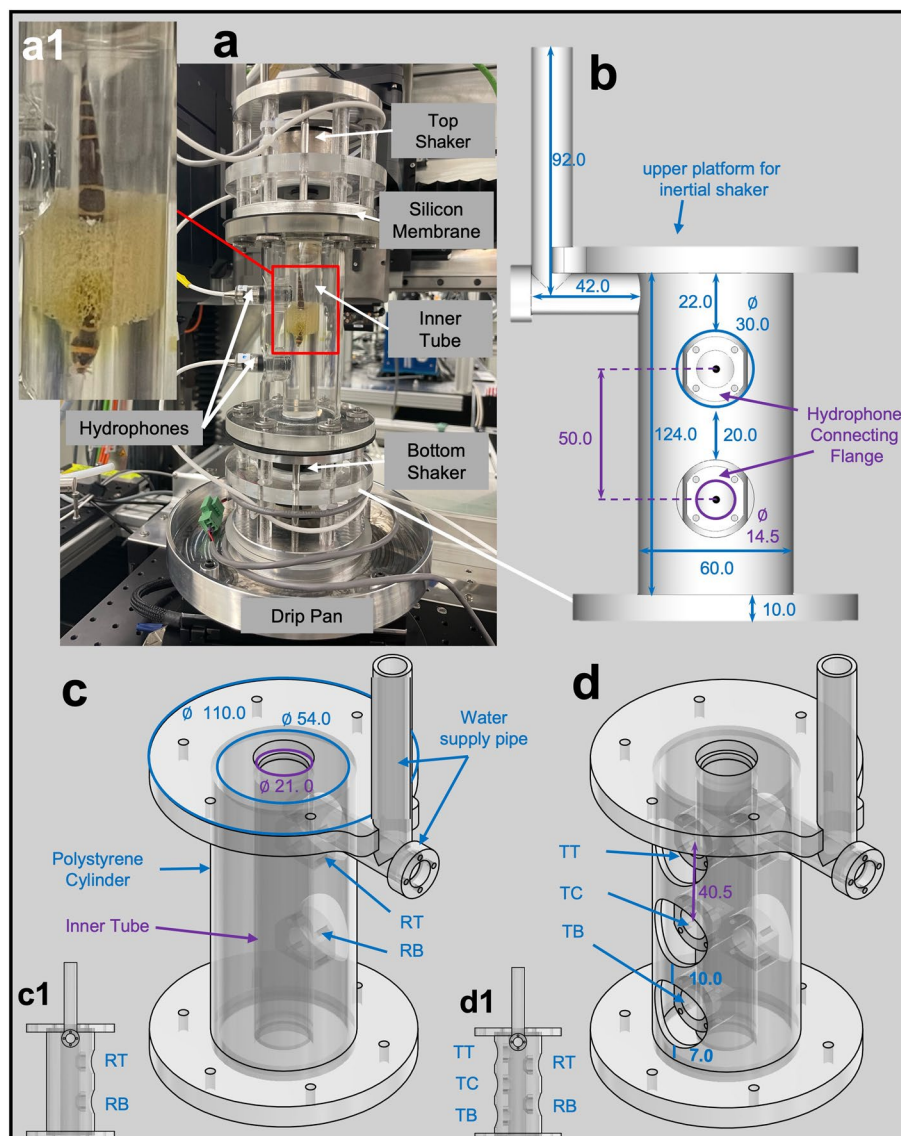 a1
a
b
Top
Shaker
Silicon
Membrane
Inner
Tube
Hydrophones
Bottom
Shaker
Drip Pan
92.0
upper platform for
inertial shaker
42.0
22.0
Ø
30.0
50.0
124.0
20.0
Hydrophone
Connecting
Flange
Ø
14.5
60.0
10.0
c
Ø 110.0
Ø 54.0
Ø 21. 0
Water
supply pipe
Polystyrene
Cylinder
Inner Tube
RT
RB
c1
RT
RB
d
TT
TC
TB
40.5
10.0
7.0
d1
TT
TC
TB
RT
RB